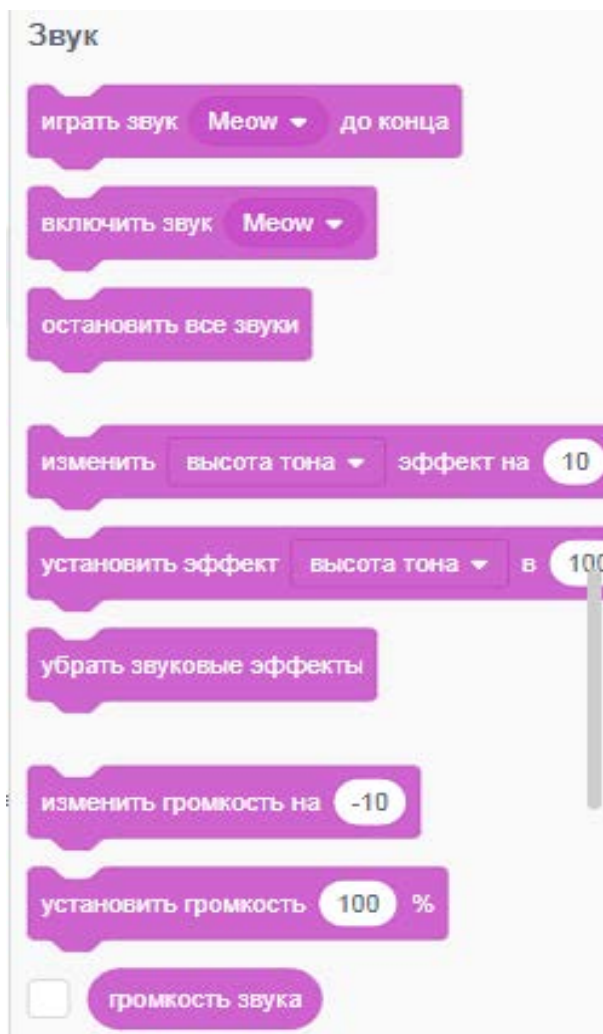 Звук
играть звук Meow до конца
включить звук Meow
остановить все звуки
изменить высота тона эффект на 10
установить эффект высота тона в 100
убрать звуковые эффекты
изменить громкость на -10
установить громкость 100 %
громкость звука